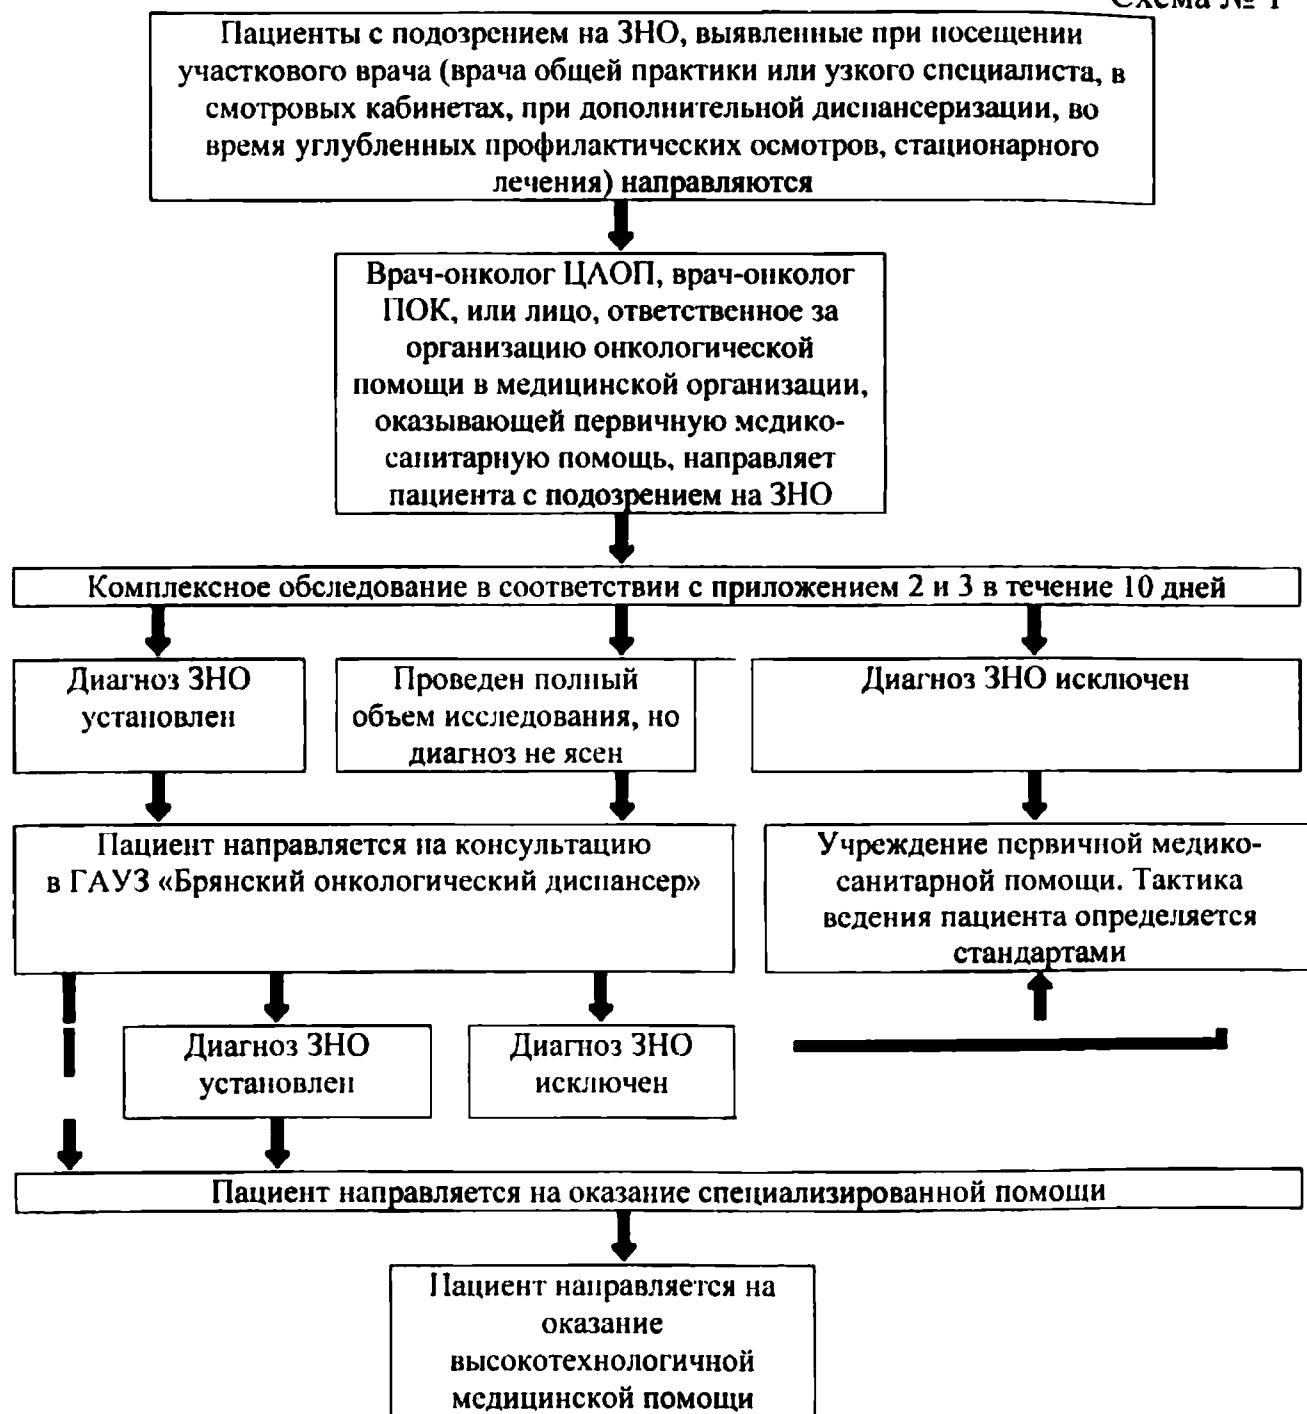 Схема № 1
Пациенты с подозрением на ЗНО, выявленные при посещении
участкового врача (врача общей практики или узкого специалиста, в
смотровых кабинетах, при дополнительной диспансеризации, во
время углубленных профилактических осмотров, стационарного
лечения) направляются
Врач-онколог ЦАОП, врач-онколог
ПОК, или лицо, ответственное за
организацию онкологической
помощи в медицинской организации,
оказывающей первичную медико-
санитарную помощь, направляет
пациента с подозрением на ЗНО
Комплексное обследование в соответствии с приложением 2 и 3 в течение 10 дней
Диагноз ЗНО
установлен
Проведен полный
объем исследования, но
диагноз не ясен
Диагноз ЗНО исключен
Пациент направляется на консультацию
в ГАУЗ «Брянский онкологический диспансер»
Учреждение первичной медико-
санитарной помощи. Тактика
ведения пациента определяется
стандартами
Диагноз ЗНО
установлен
Диагноз ЗНО
исключен
Пациент направляется на оказание специализированной помощи
Пациент направляется на
оказание
высокотехнологичной
медицинской помощи